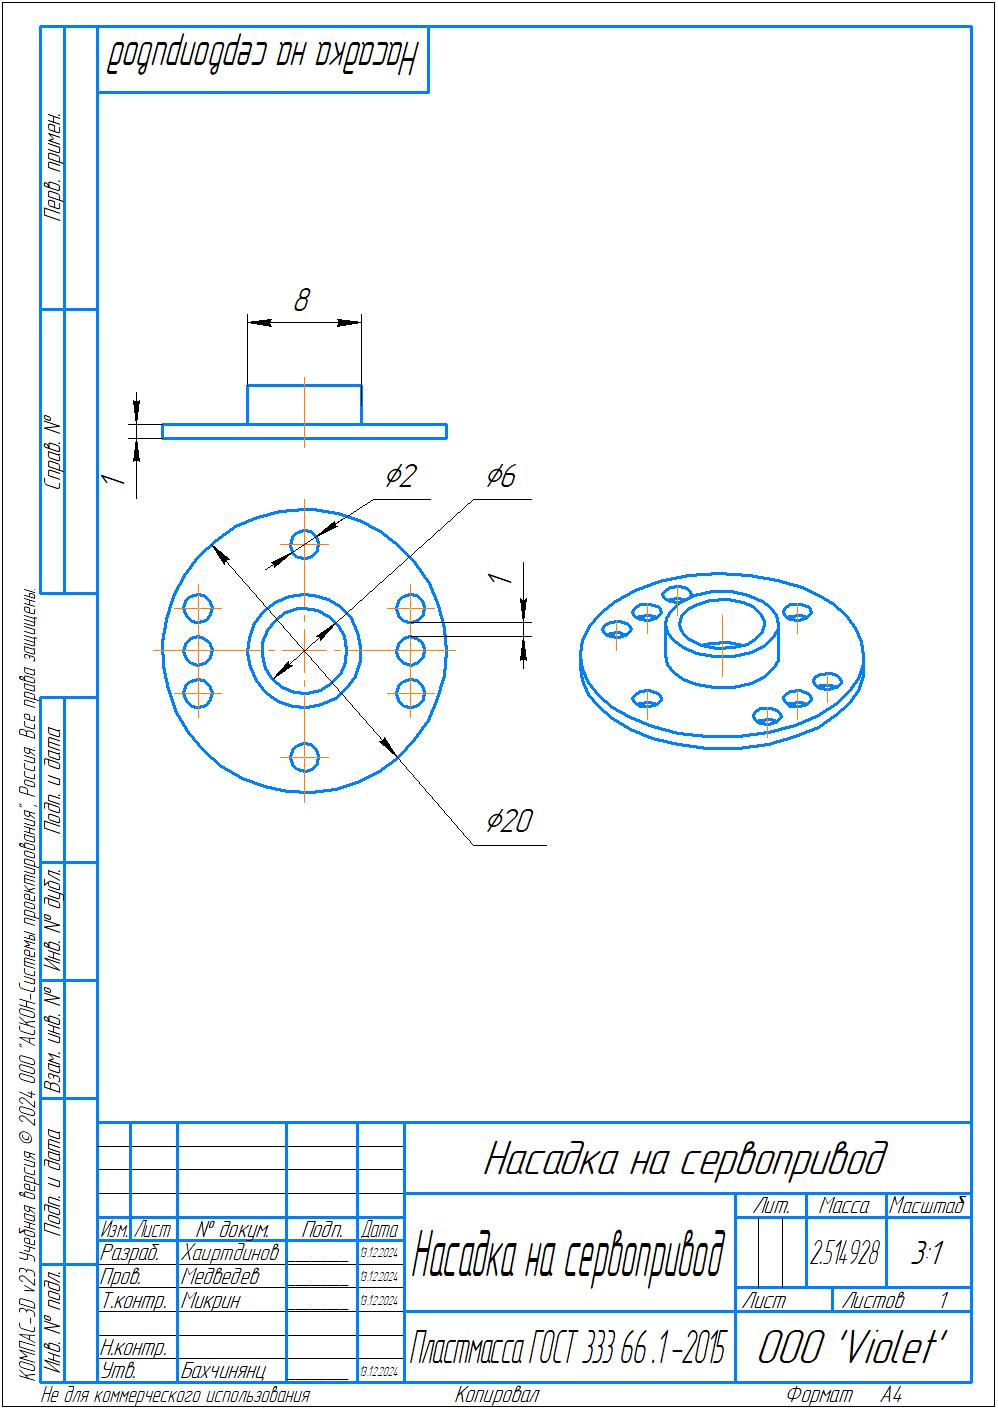 Насадка на сервопривод
Перв. примен.
Справ. №
Подп. и дата
Инв. № дубл.
Взам. инв. №
Подп. и дата
Инв. № подл.
КОМПАС-3D v23 Учебная версия © 2024 ООО "АСКОН-Системы проектирования", Россия. Все права защищены.
8
1
⌀2
⌀6
1
⌀20
Насадка на сервопривод
Изм. Лист № докум. Подп. Дата
Разраб. Хаиртдинов 13.12.2024
Пров. Медведев 13.12.2024
Т.контр. Микрин 13.12.2024
Н.контр.
Утв. Бахчинянц 13.12.2024
Насадка на сервопривод
Лит. Масса Масштаб
2.514928 3:1
Лист Листов 1
Пластмасса ГОСТ 333 66 .1-2015
ООО 'Violet'
Не для коммерческого использования Копировал Формат А4